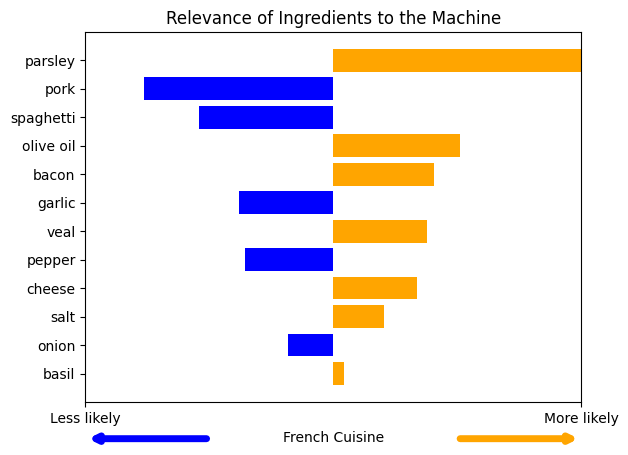 Relevance of Ingredients to the Machine
parsley
pork
spaghetti
olive oil
bacon
garlic
veal
pepper
cheese
salt
onion
basil
Less likely
More likely
French Cuisine